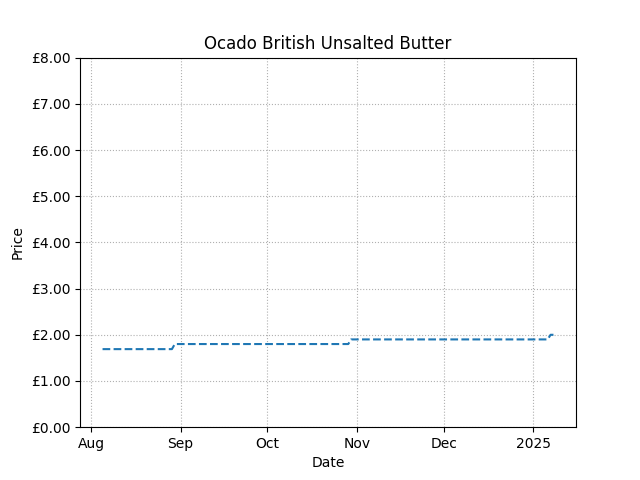 Ocado British Unsalted Butter
£8.00
£7.00
£6.00
£5.00
£4.00
£3.00
£2.00
£1.00
£0.00
Price
Aug Sep Oct Nov Dec 2025
Date